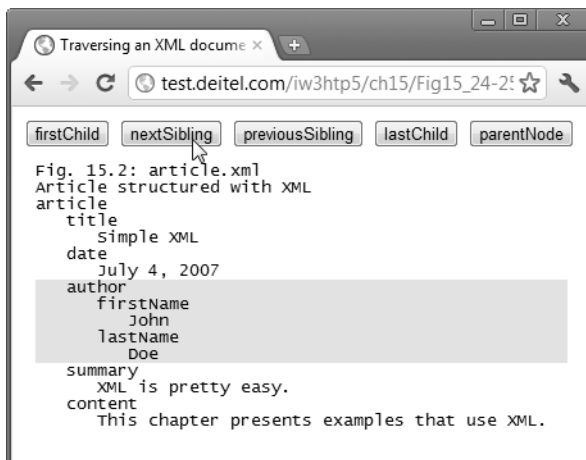 Traversing an XML docume
test.deitel.com/iw3htp5/ch15/Fig15_24-25
firstChild nextSibling previousSibling lastChild parentNode
Fig. 15.2: article.xml
Article structured with XML
article
title
Simple XML
date
July 4, 2007
author
firstName
John
lastName
Doe
summary
XML is pretty easy.
content
This chapter presents examples that use XML.